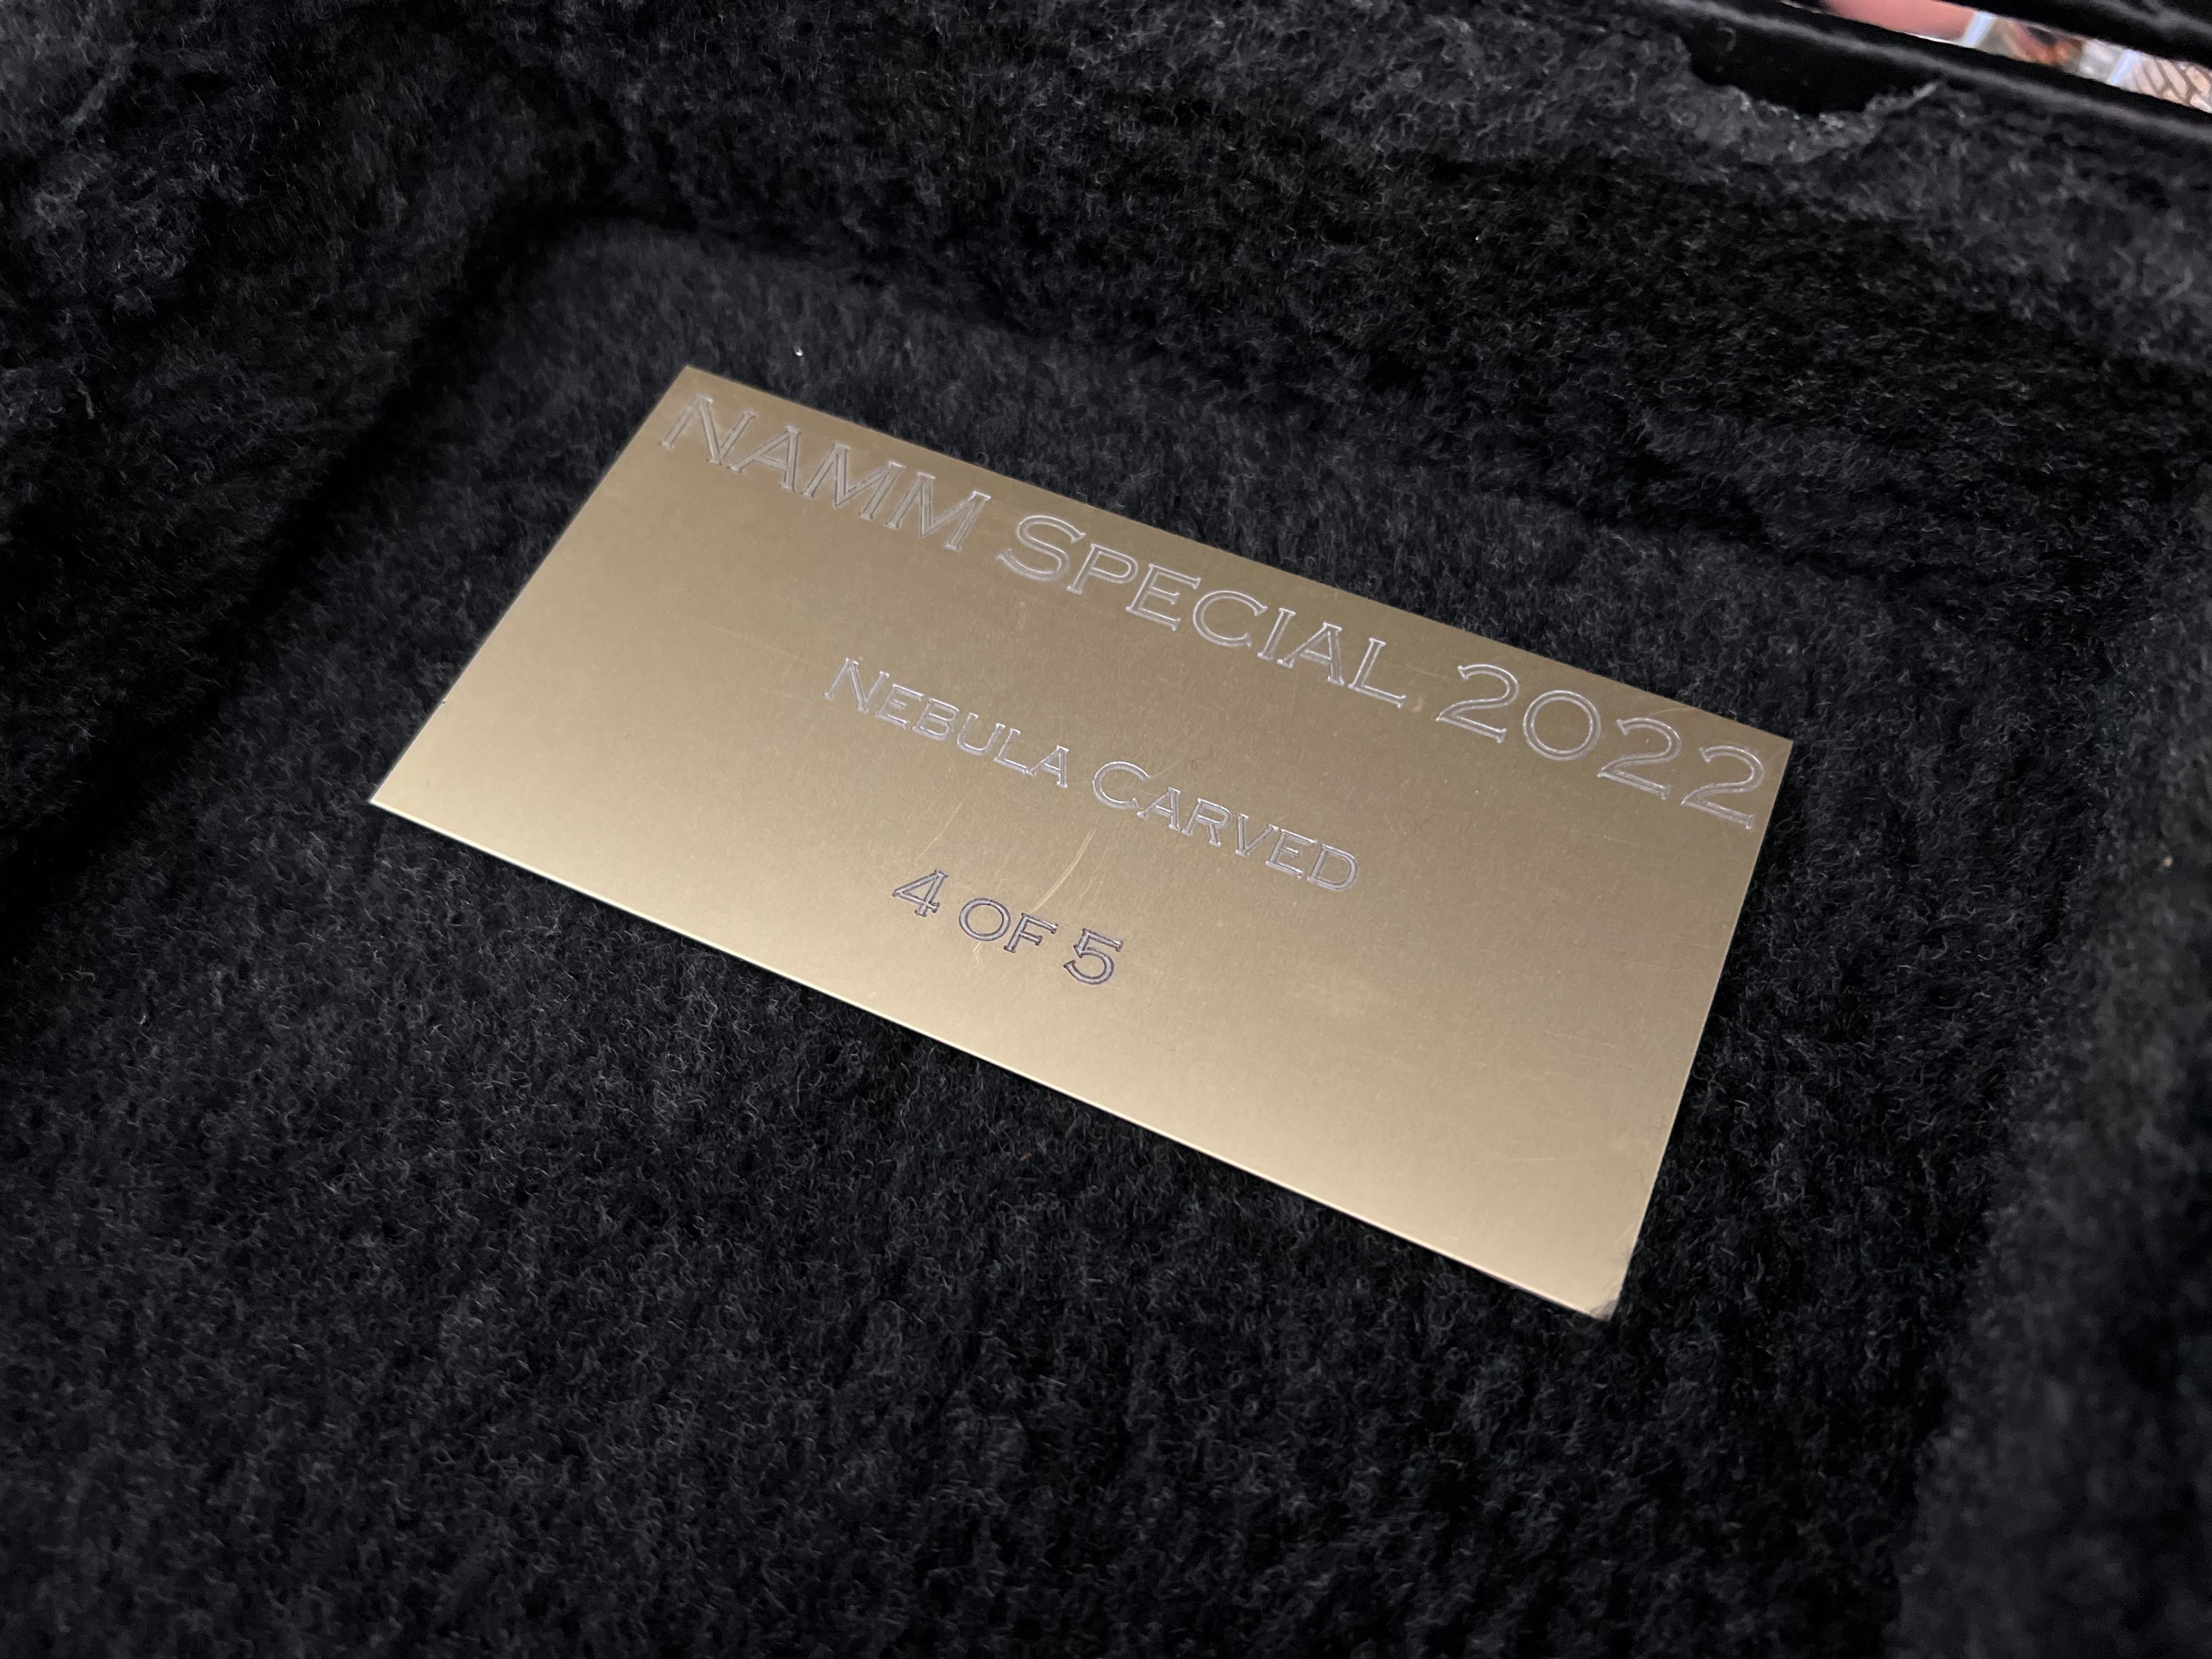 NAMM SPECIAL 2022
NEBULA CARVED
4 OF 5